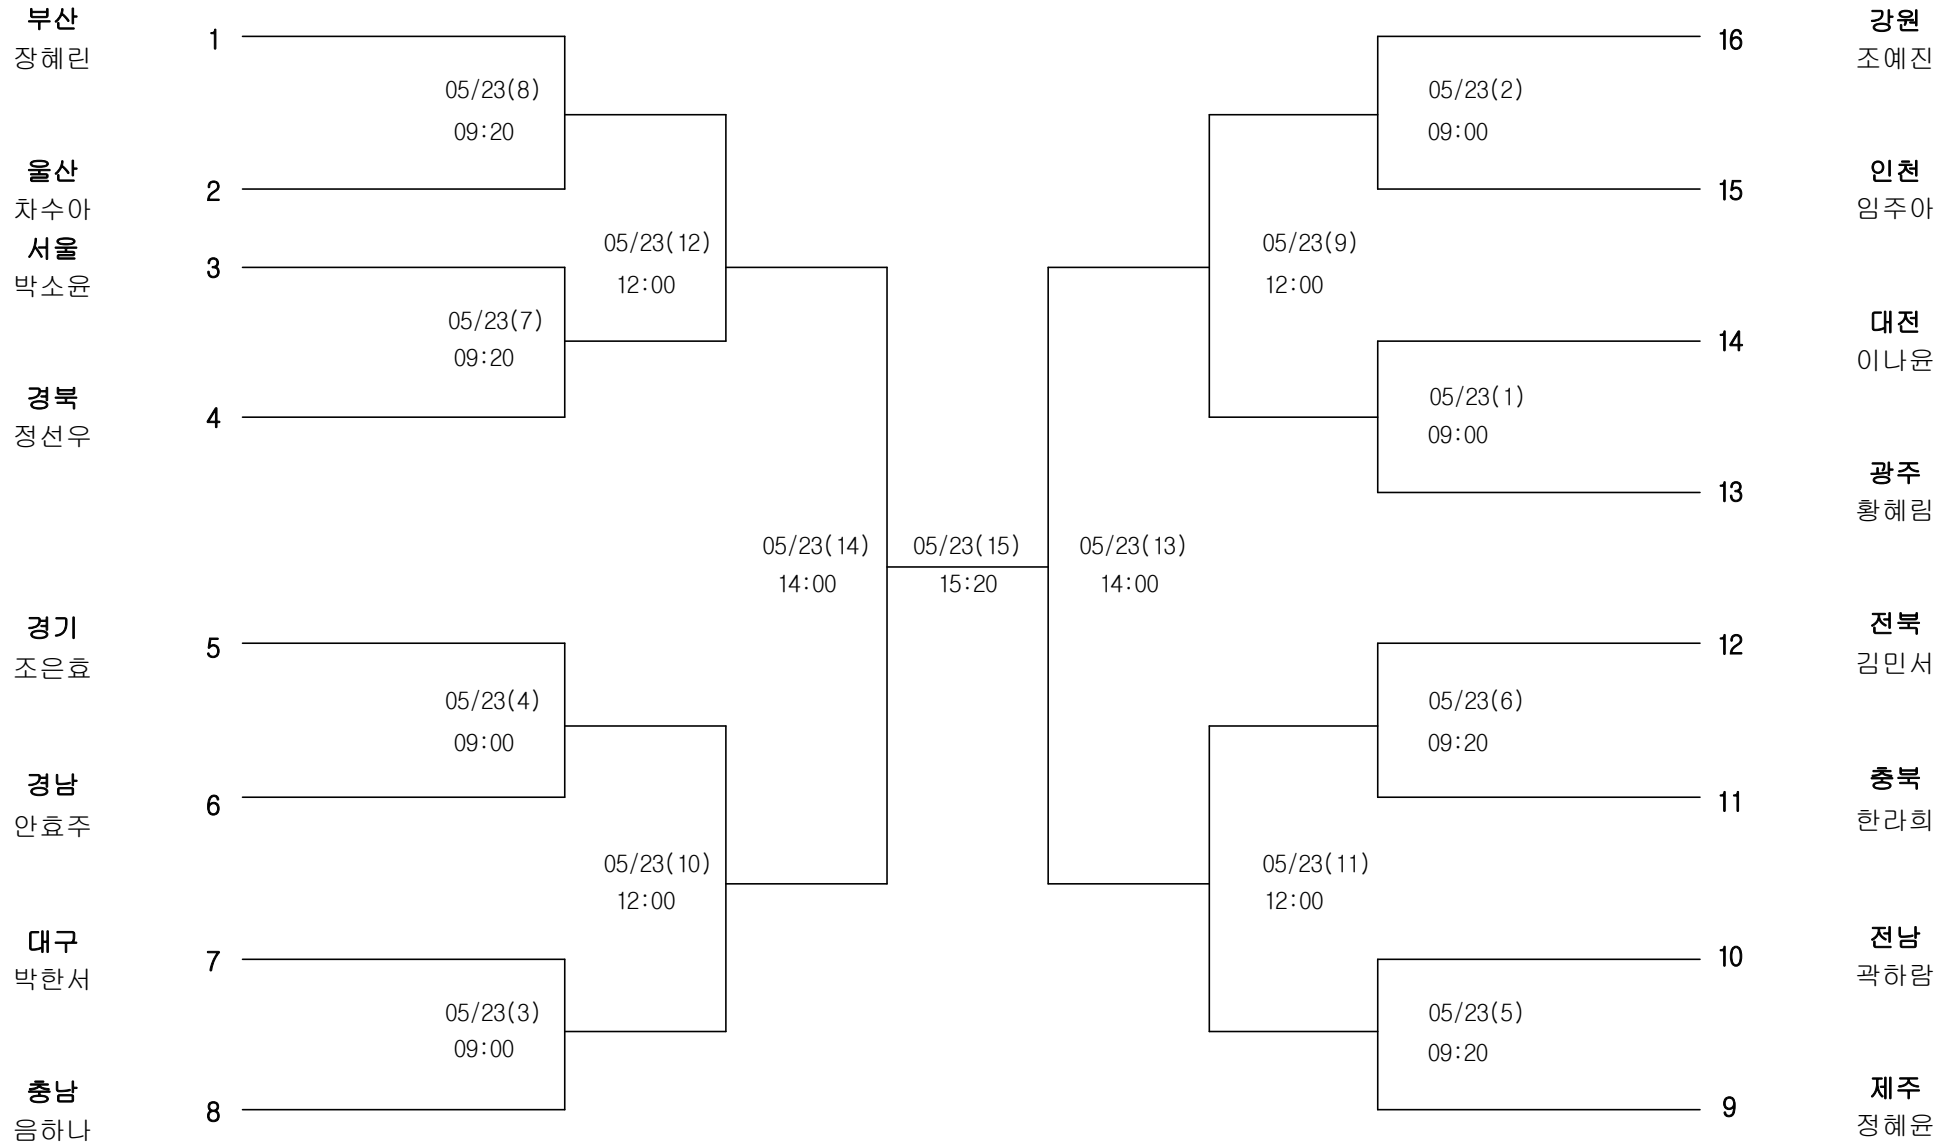 부산
장혜린
1
05/23(8)
09:20
울산
차수아
2
서울
박소윤
3
05/23(12)
12:00
05/23(7)
09:20
경북
정선우
4
05/23(14)
14:00
경기
조은효
5
05/23(4)
09:00
경남
안효주
6
05/23(10)
12:00
대구
박한서
7
05/23(3)
09:00
충남
음하나
8
05/23(15)
15:20
16
강원
조예진
05/23(2)
09:00
15
인천
임주아
05/23(9)
12:00
14
대전
이나윤
05/23(1)
09:00
13
광주
황혜림
05/23(13)
14:00
12
전북
김민서
05/23(6)
09:20
11
충북
한라희
05/23(11)
12:00
10
전남
곽하람
05/23(5)
09:20
9
제주
정혜윤